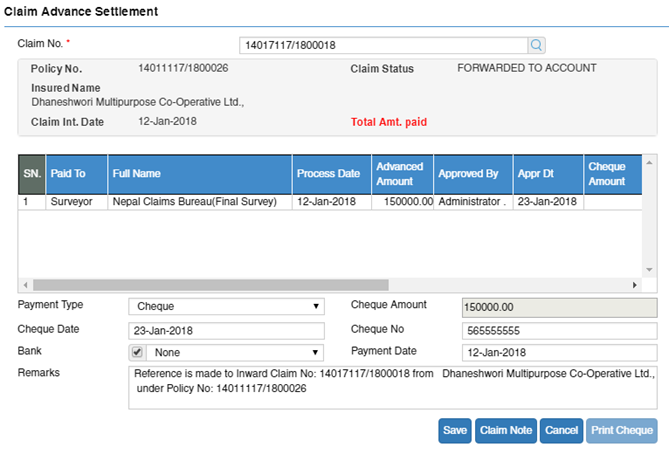 Claim Advance Settlement
Claim No. * 14017117/1800018
Policy No. 14011117/1800026 Claim Status FORWARDED TO ACCOUNT
Insured Name
Dhaneshwori Multipurpose Co-Operative Ltd.,
Claim Int. Date 12-Jan-2018 Total Amt. paid
SN. Paid To Full Name Process Date Advanced Amount Approved By Appr Dt Cheque Amount
1 Surveyor Nepal Claims Bureau(Final Survey) 12-Jan-2018 150000.00 Administrator . 23-Jan-2018
Payment Type Cheque Cheque Amount 150000.00
Cheque Date 23-Jan-2018 Cheque No 565555555
Bank None Payment Date 12-Jan-2018
Remarks Reference is made to Inward Claim No: 14017117/1800018 from Dhaneshwori Multipurpose Co-Operative Ltd.,
under Policy No: 14011117/1800026
Save Claim Note Cancel Print Cheque